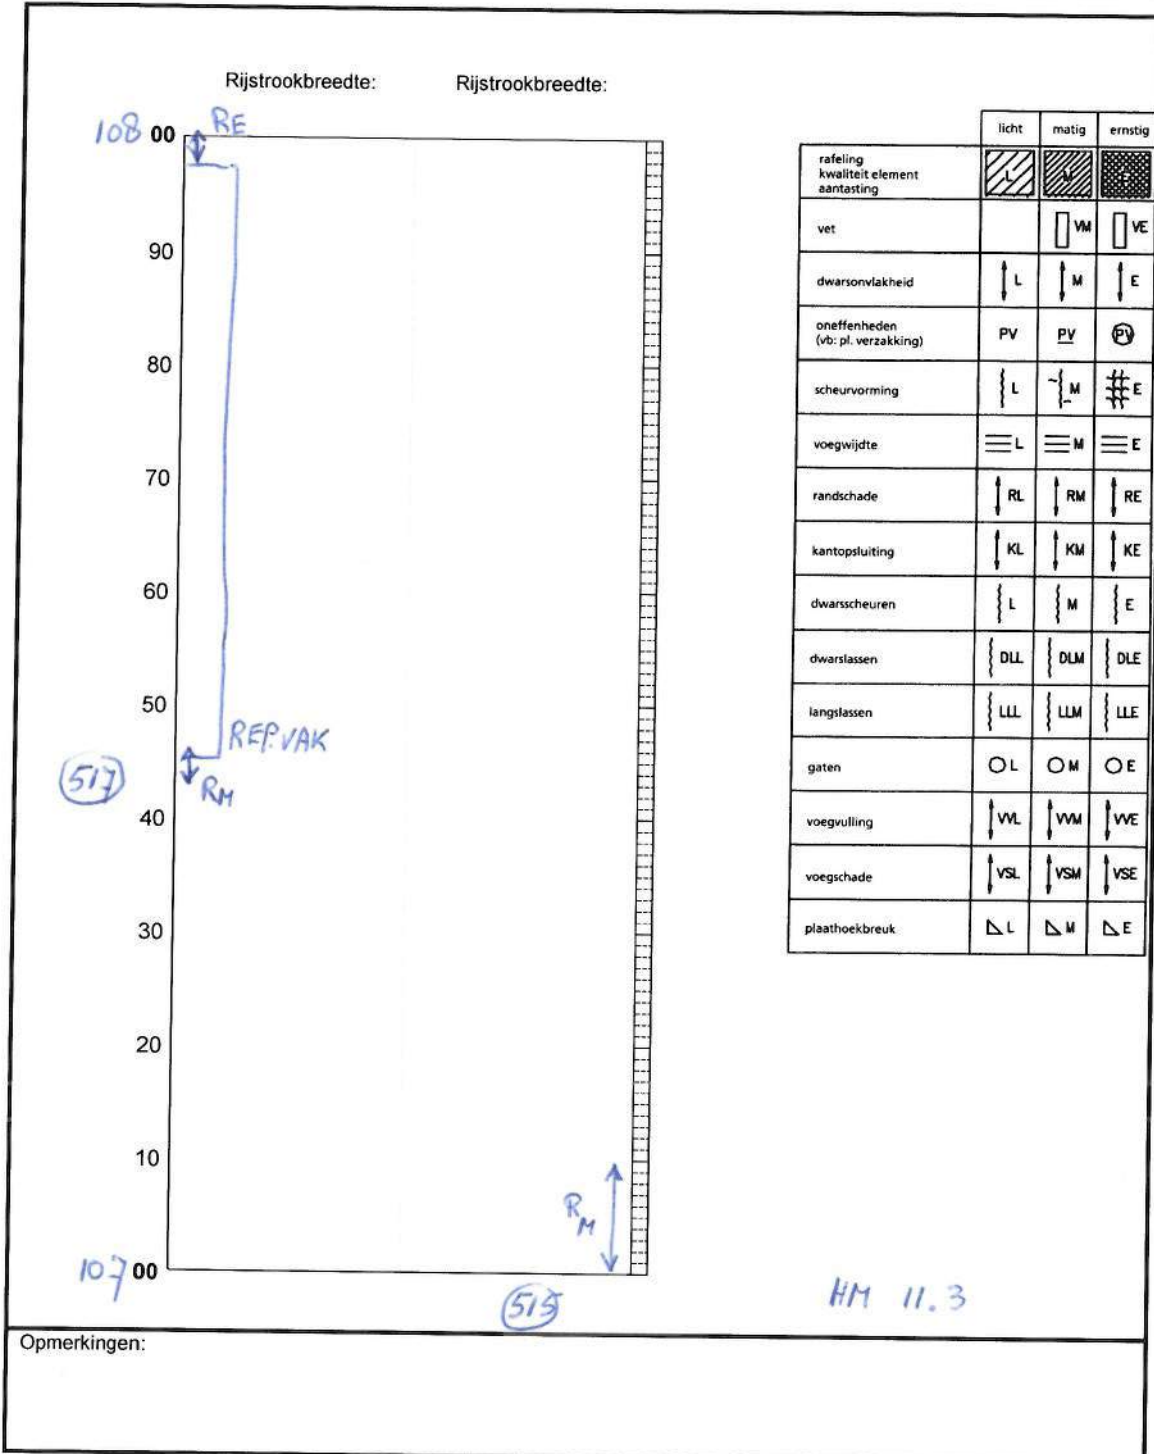 Rijstrookbreedte: Rijstrookbreedte:
108 00 RE
90
80
70
60
50
REP.VAK
517 RM
40
30
20
10
RM
107 00
515
HM 11.3
licht matig ernstig
rafeling
kwaliteit element
aantasting
L M E
vet VM VE
dwarsonvlakheid L M E
oneffenheden
(vb: pl. verzakking) PV PV PV
scheurvorming L M E
voegwijdte L M E
randschade RL RM RE
kantopsluiting KL KM KE
dwarsscheuren L M E
dwarslassen DLL DLM DLE
langslassen LLL LLM LLE
gaten L M E
voegvulling VVL VVM VVE
voegschade VSL VSM VSE
plaathoekbreuk L M E
Opmerkingen: